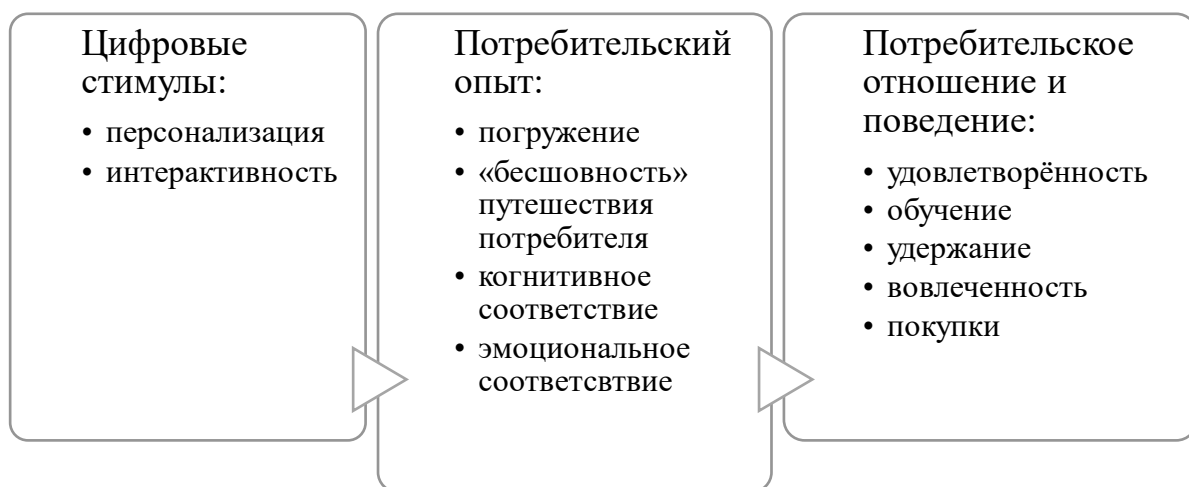 Цифровые
стимулы:
• персонализация
• интерактивность
Потребительский
опыт:
• погружение
• «бесшовность»
путешествия
потребителя
• когнитивное
соответствие
• эмоциональное
соответсвтвие
Потребительское
отношение и
поведение:
• удовлетворённость
• обучение
• удержание
• вовлеченность
• покупки